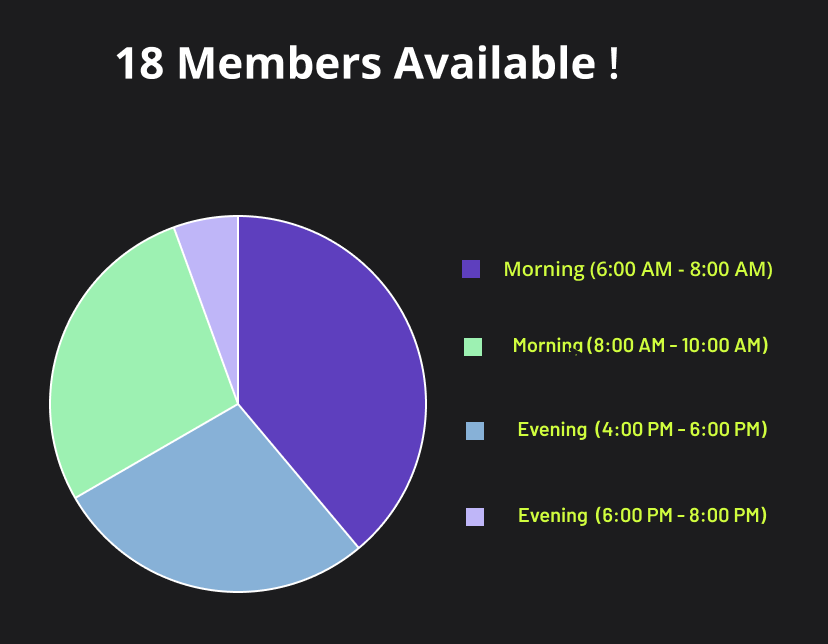 18 Members Available !
Morning (6:00 AM - 8:00 AM)
Morning (8:00 AM - 10:00 AM)
Evening (4:00 PM - 6:00 PM)
Evening (6:00 PM - 8:00 PM)